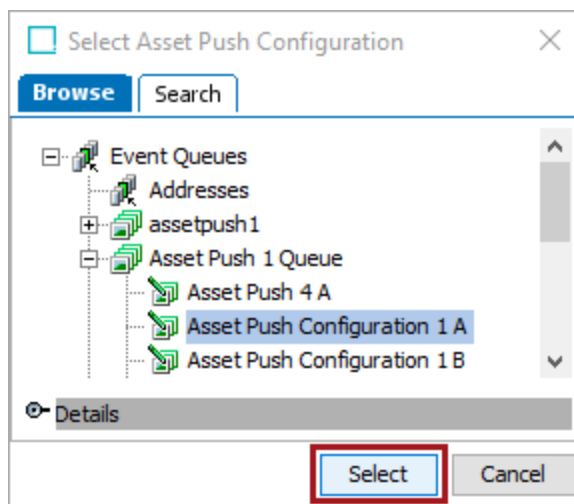 Select Asset Push Configuration
Browse Search
Event Queues
Addresses
assetpush1
Asset Push 1 Queue
Asset Push 4 A
Asset Push Configuration 1 A
Asset Push Configuration 1 B
Details
Select Cancel